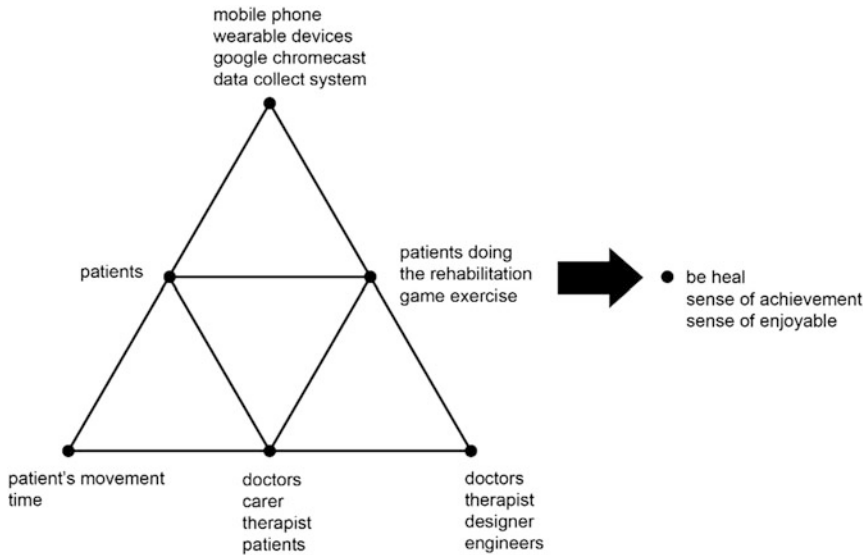 mobile phone
wearable devices
google chromecast
data collect system
patients
patients doing
the rehabilitation
game exercise
be heal
sense of achievement
sense of enjoyable
patient's movement
time
doctors
carer
therapist
patients
doctors
therapist
designer
engineers